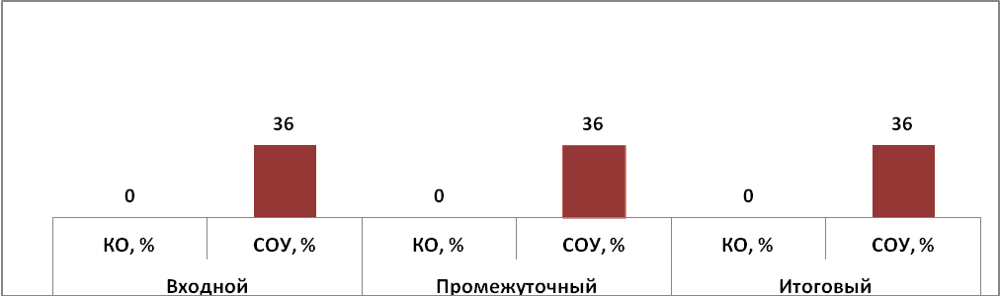 36 36 36
0 0 0
КО, % СОУ, % КО, % СОУ, % КО, % СОУ, %
Входной Промежуточный Итоговый